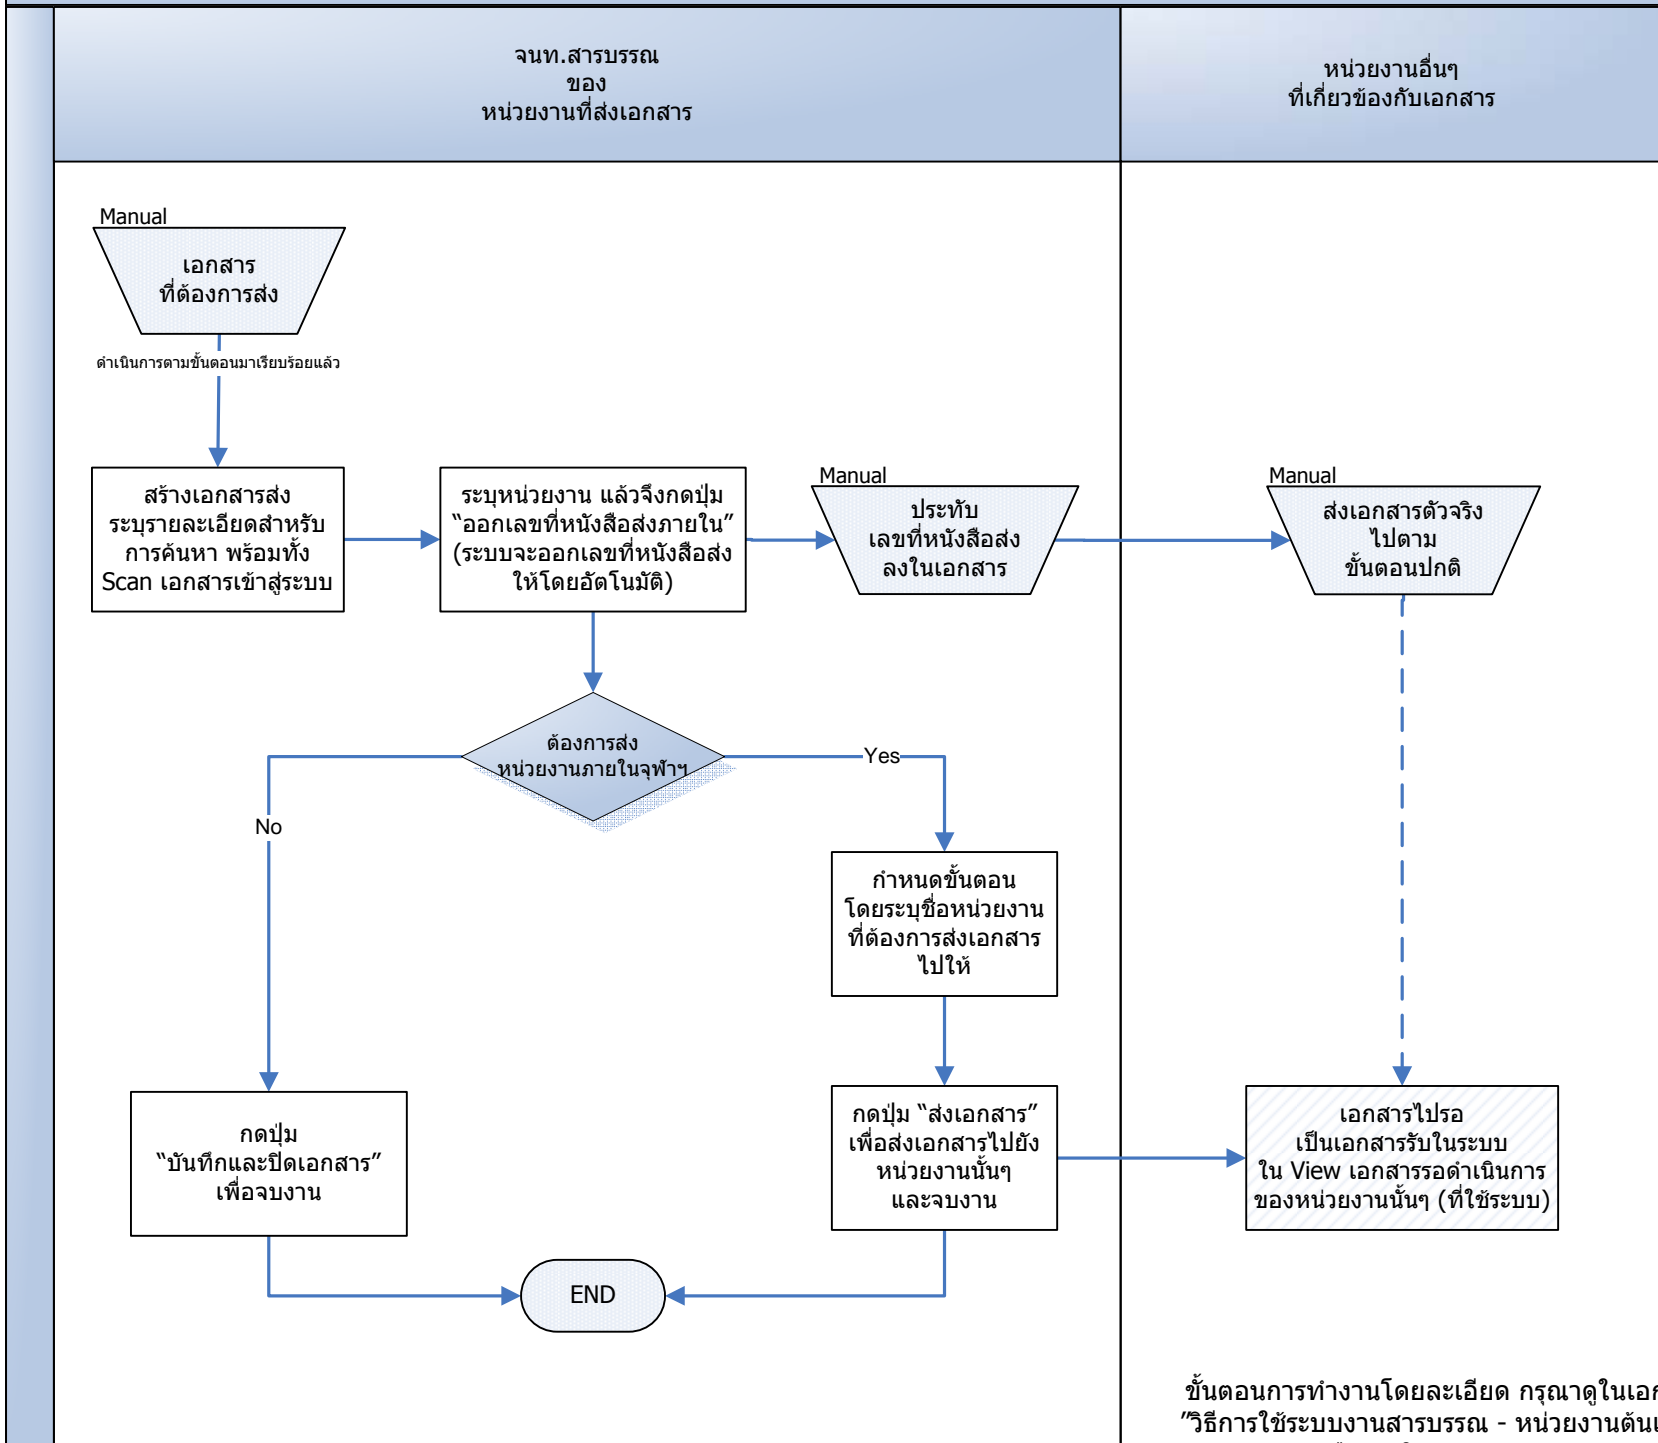 จนท.สารบรรณ
ของ
หน่วยงานที่ส่งเอกสาร
หน่วยงานอื่นๆ
ที่เกี่ยวข้องกับเอกสาร
Manual
เอกสาร
ที่ต้องการส่ง
ดำเนินการตามขั้นตอนมาเรียบร้อยแล้ว
สร้างเอกสารส่ง
ระบุรายละเอียดสำหรับ
การค้นหา พร้อมทั้ง
Scan เอกสารเข้าสู่ระบบ
ระบุหน่วยงาน แล้วจึงกดปุ่ม
“ออกเลขที่หนังสือส่งภายใน”
(ระบบจะออกเลขที่หนังสือส่ง
ให้โดยอัตโนมัติ)
Manual
ประทับ
เลขที่หนังสือส่ง
ลงในเอกสาร
Manual
ส่งเอกสารตัวจริง
ไปตาม
ขั้นตอนปกติ
ต้องการส่ง
หน่วยงานภายในจุฬาฯ
Yes
No
กำหนดขั้นตอน
โดยระบุชื่อหน่วยงาน
ที่ต้องการส่งเอกสาร
ไปให้
กดปุ่ม
“บันทึกและปิดเอกสาร”
เพื่อจบงาน
กดปุ่ม “ส่งเอกสาร”
เพื่อส่งเอกสารไปยัง
หน่วยงานนั้นๆ
และจบงาน
เอกสารไปรอ
เป็นเอกสารรับในระบบ
ใน View เอกสารรอดำเนินการ
ของหน่วยงานนั้นๆ (ที่ใช้ระบบ)
END
ขั้นตอนการทำงานโดยละเอียด กรุณาดูในเอก
”วิธีการใช้ระบบงานสารบรรณ - หน่วยงานต้น